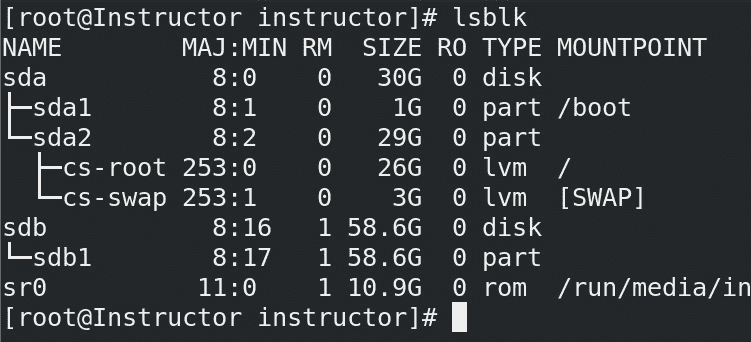 [root@Instructor instructor]# lsblk
NAME        MAJ:MIN RM  SIZE RO TYPE MOUNTPOINT
sda           8:0    0   30G  0 disk
├─sda1        8:1    0    1G  0 part /boot
└─sda2        8:2    0   29G  0 part
  ├─cs-root 253:0    0   26G  0 lvm  /
  └─cs-swap 253:1    0    3G  0 lvm  [SWAP]
sdb           8:16   1 58.6G  0 disk
└─sdb1        8:17   1 58.6G  0 part
sr0          11:0    1 10.9G  0 rom  /run/media/in
[root@Instructor instructor]#